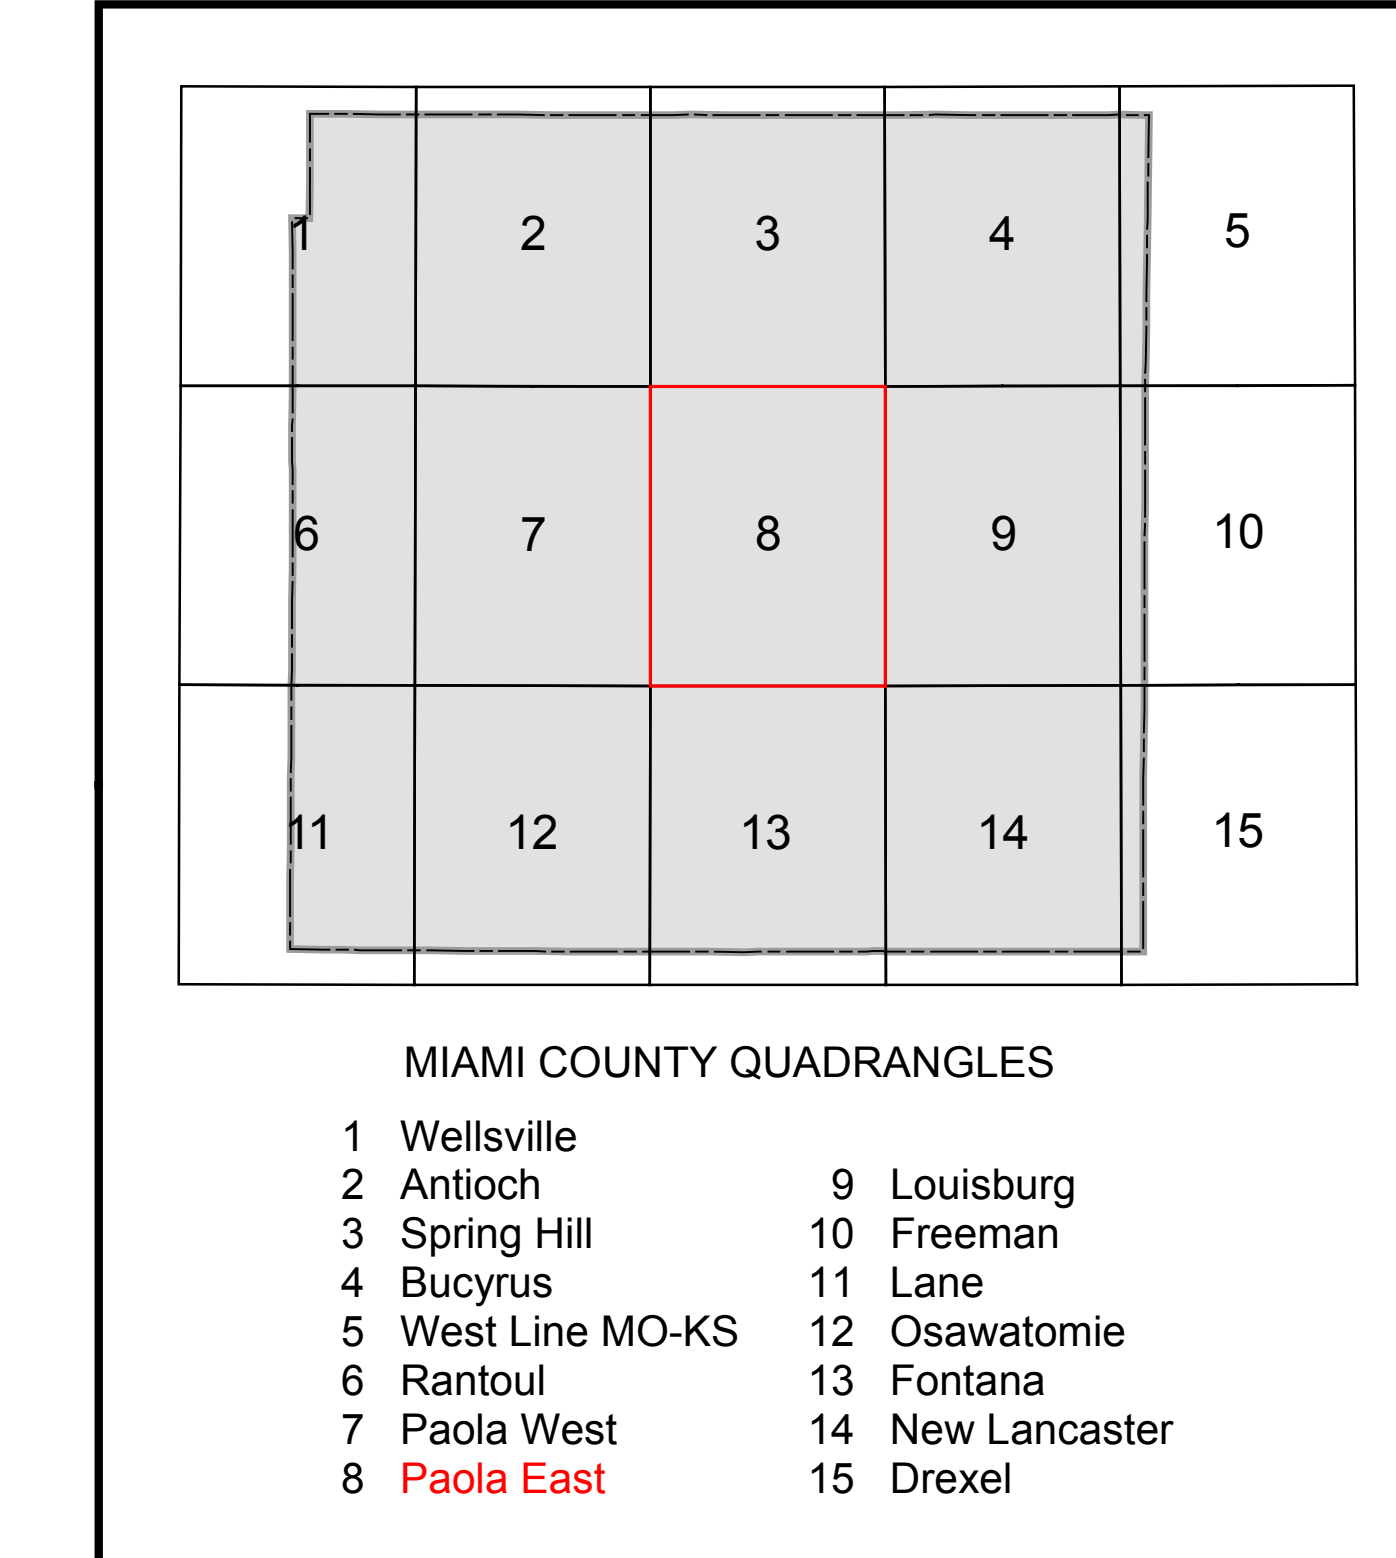 1 2 3 4 5
6 7 8 9 10
11 12 13 14 15
MIAMI COUNTY QUADRANGLES
1 Wellsville
2 Antioch
3 Spring Hill
4 Bucyrus
5 West Line MO-KS
6 Rantoul
7 Paola West
8 Paola East
9 Louisburg
10 Freeman
11 Lane
12 Osawatomie
13 Fontana
14 New Lancaster
15 Drexel